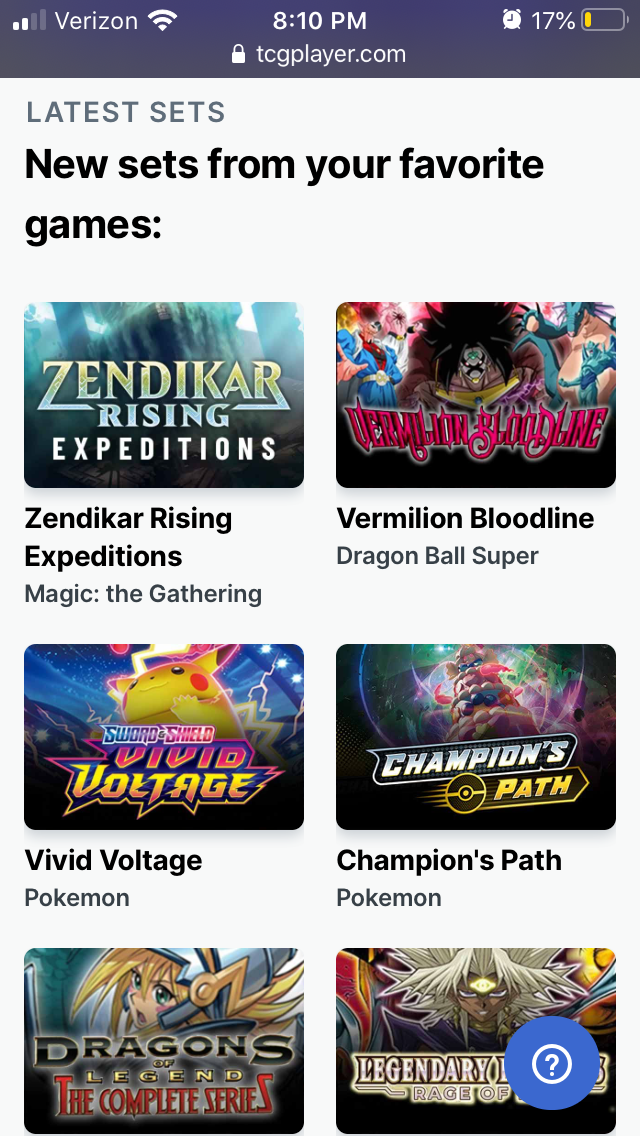 Verizon 8:10 PM 17%
tcgplayer.com
LATEST SETS
New sets from your favorite
games:
ZENDIKAR
RISING
EXPEDITIONS
VERMILION BLOODLINE
Zendikar Rising
Expeditions
Magic: the Gathering
Vermilion Bloodline
Dragon Ball Super
SWORD & SHIELD
VIVID
VOLTAGE
CHAMPION'S
PATH
Vivid Voltage
Pokemon
Champion's Path
Pokemon
DRAGONS
OF
LEGEND
THE COMPLETE SERIES
LEGENDARY
RAGE OF
?